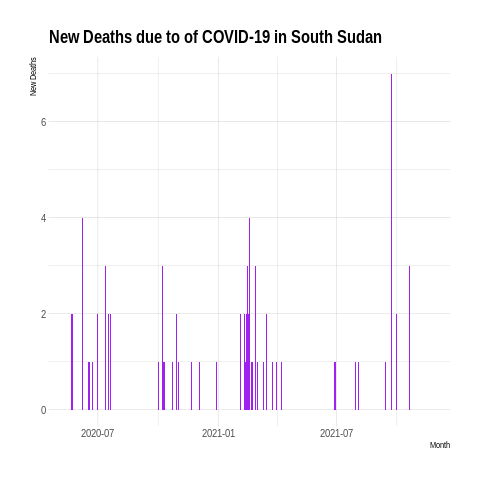 New Deaths due to of COVID-19 in South Sudan
New Deaths
6
4
2
0
2020-07
2021-01
2021-07
Month